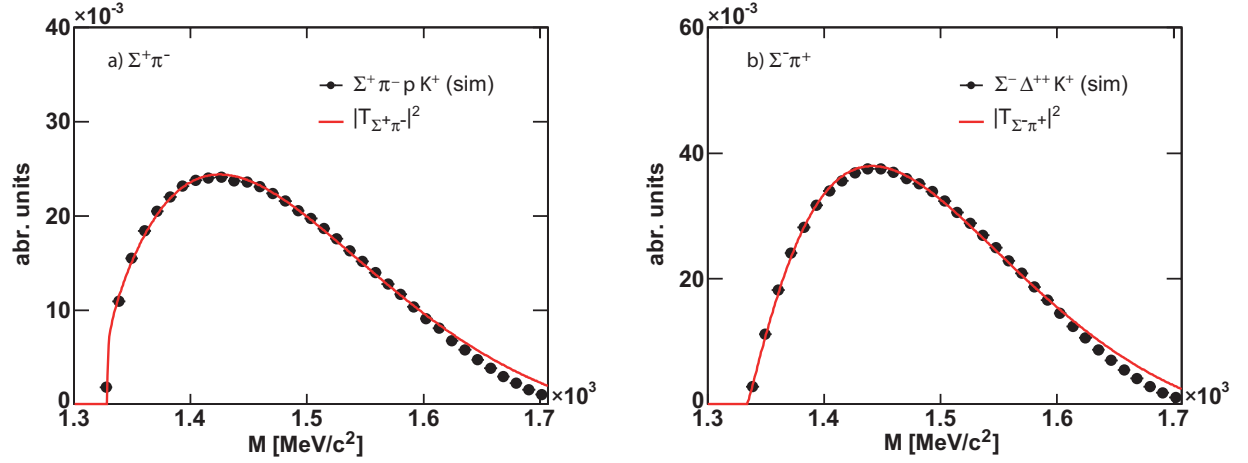 ×10⁻³
40
30
20
10
0
abr. units
a) Σ⁺π⁻
Σ⁺ π⁻ p K⁺ (sim)
|T_Σ⁺π⁻|²
1.3 1.4 1.5 1.6 1.7
×10³
M [MeV/c²]
×10⁻³
60
40
20
0
abr. units
b) Σ⁻π⁺
Σ⁻ Δ⁺⁺ K⁺ (sim)
|T_Σ⁻π⁺|²
1.3 1.4 1.5 1.6 1.7
×10³
M [MeV/c²]